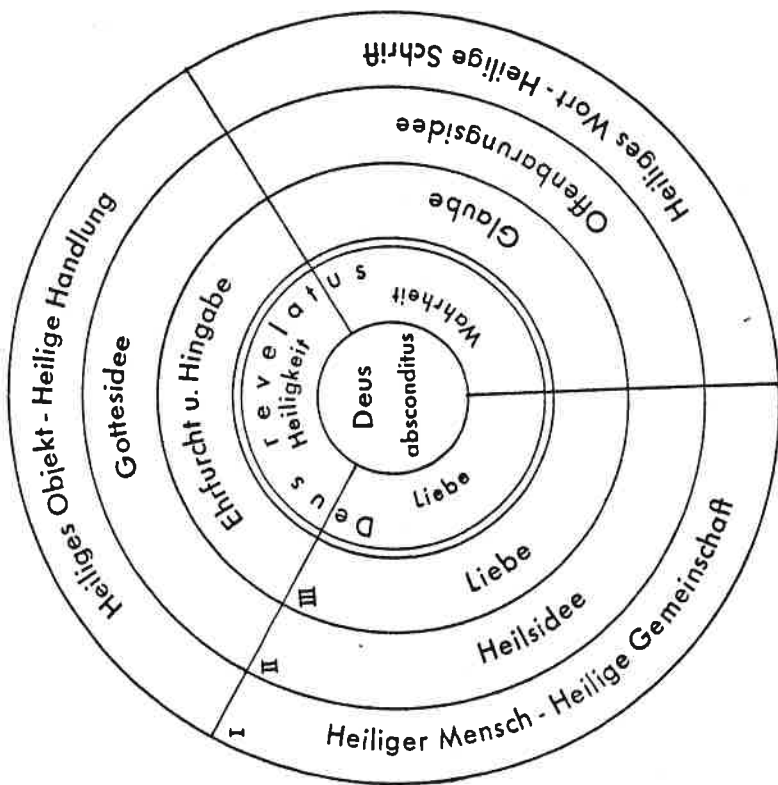 Heiliges Objekt - Heilige Handlung
Heiliges Wort - Heilige Schrift
Heiliger Mensch - Heilige Gemeinschaft
Gottesidee
Offenbarungsidee
Heilsidee
Ehrfurcht u. Hingabe
Glaube
Liebe
Deus revelatus
Heiligkeit
Wahrheit
Liebe
Deus
absconditus
I
II
III